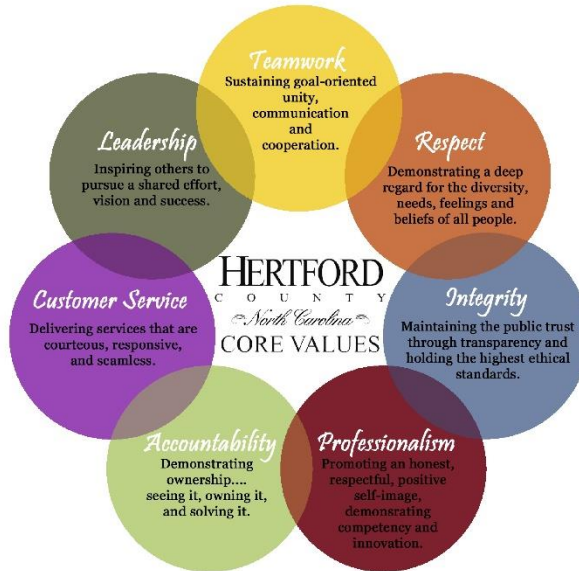 Teamwork
Sustaining goal-oriented
unity,
communication
and
cooperation.
Leadership
Inspiring others to
pursue a shared effort,
vision and success.
Respect
Demonstrating a deep
regard for the diversity,
needs, feelings and
beliefs of all people.
HERTFORD
COUNTY
North Carolina
CORE VALUES
Customer Service
Delivering services that are
courteous, responsive,
and seamless.
Integrity
Maintaining the public trust
through transparency and
holding the highest ethical
standards.
Accountability
Demonstrating
ownership....
seeing it, owning it,
and solving it.
Professionalism
Promoting an honest,
respectful, positive
self-image,
demonsrating
competency and
innovation.